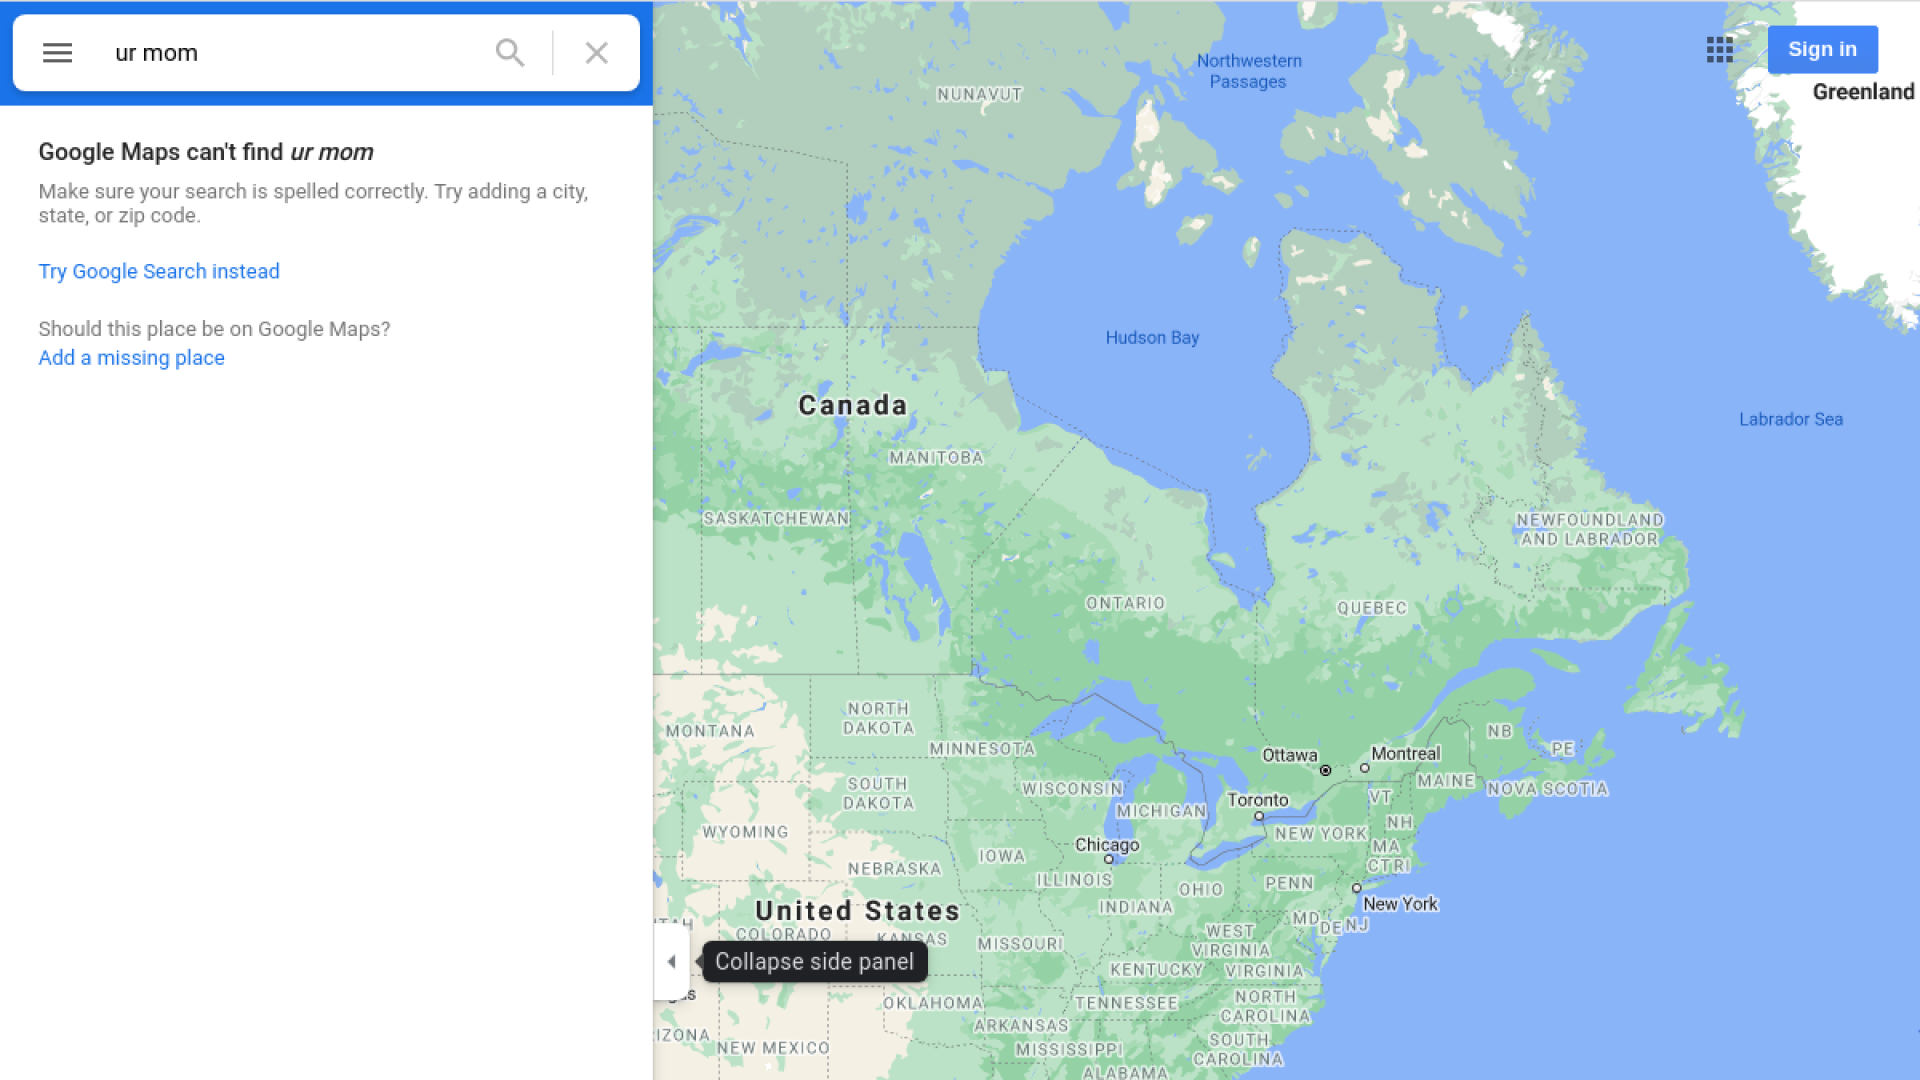 ur mom
Google Maps can't find ur mom
Make sure your search is spelled correctly. Try adding a city,
state, or zip code.
Try Google Search instead
Should this place be on Google Maps?
Add a missing place
Sign in
Greenland
Northwestern
Passages
NUNAVUT
Hudson Bay
Canada
Labrador Sea
MANITOBA
SASKATCHEWAN
NEWFOUNDLAND
AND LABRADOR
ONTARIO
QUEBEC
NORTH
DAKOTA
MONTANA
MINNESOTA
NB
PE
Ottawa
Montreal
MAINE
NOVA SCOTIA
SOUTH
DAKOTA
WISCONSIN
MICHIGAN
Toronto
VT
NH
WYOMING
NEW YORK
Chicago
MA
CT RI
IOWA
NEBRASKA
ILLINOIS
OHIO
PENN
New York
INDIANA
United States
MD
DE NJ
TAH
COLORADO
KANSAS
MISSOURI
WEST
VIRGINIA
Collapse side panel
KENTUCKY
VIRGINIA
gas
OKLAHOMA
TENNESSEE
NORTH
CAROLINA
IZONA
NEW MEXICO
ARKANSAS
MISSISSIPPI
SOUTH
CAROLINA
ALABAMA